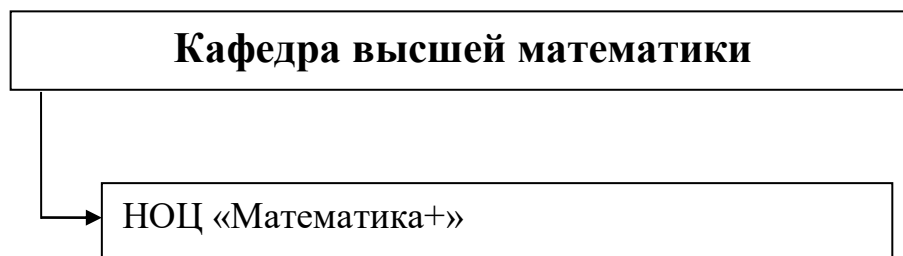 Кафедра высшей математики
НОЦ «Математика+»